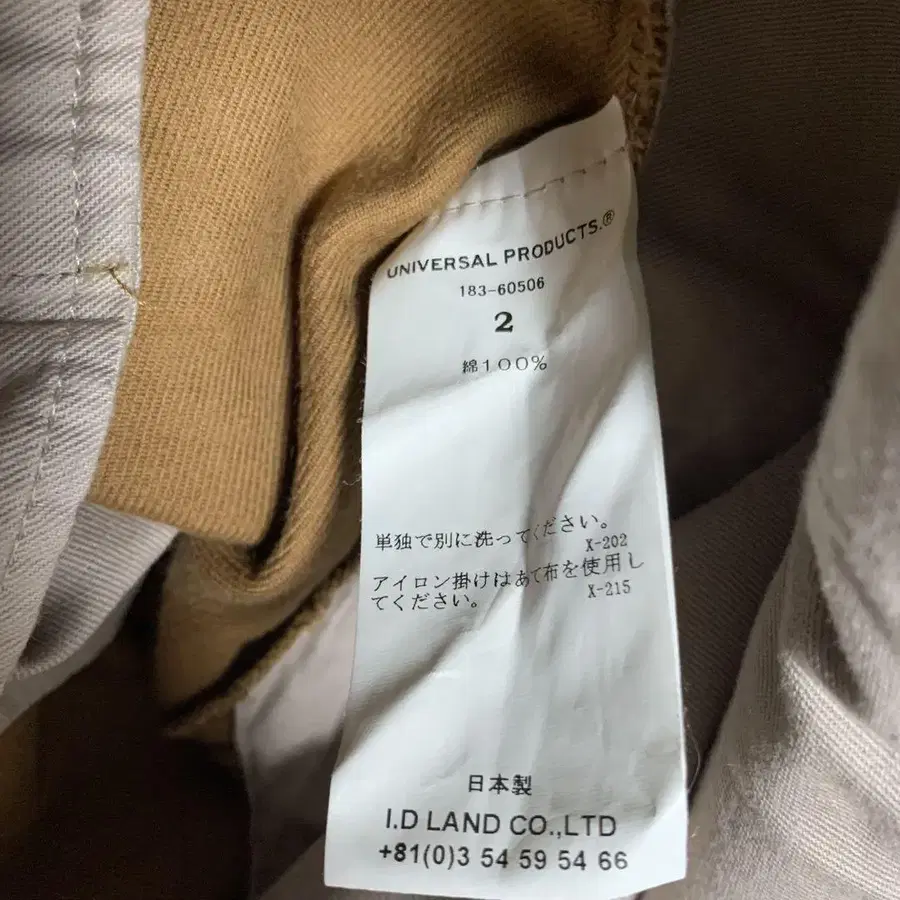 UNIVERSAL PRODUCTS.®
183-60506
2
綿100%
単独で別に洗ってください。
X-202
アイロン掛けはあて布を使用し
てください。 X-215
日本製
I.D LAND CO.,LTD
+81(0)3 54 59 54 66